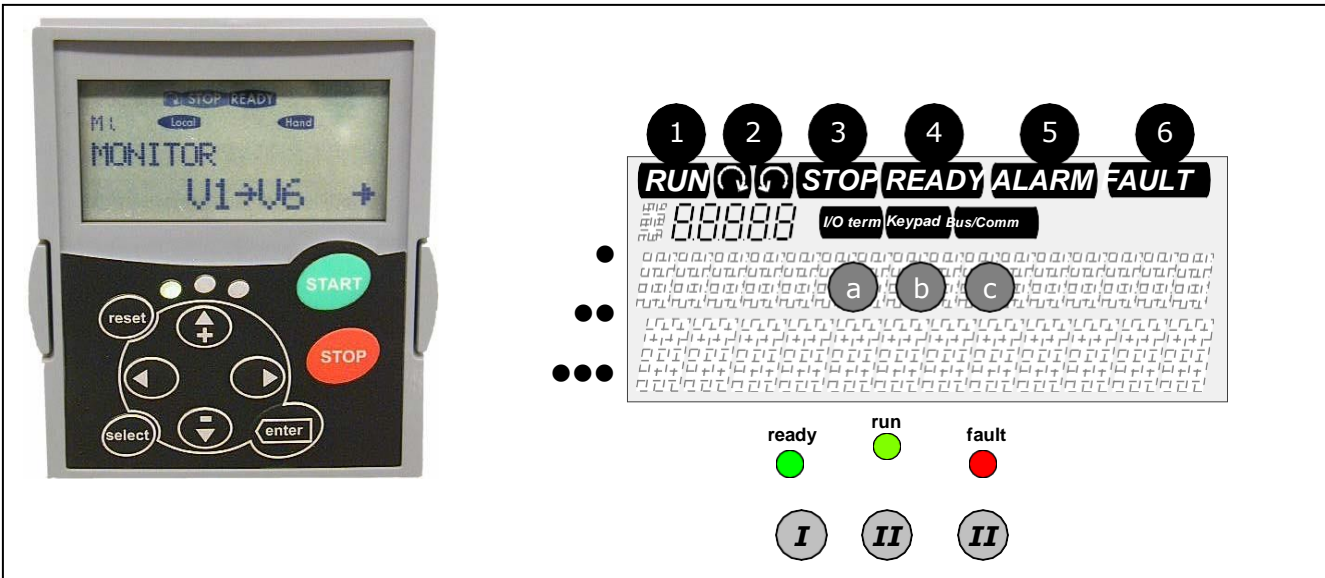 STOP READY
M1 Local Hand
MONITOR
V1→V6
START
reset
+
STOP
-
select
enter
1 2 3 4 5 6
RUN STOP READY ALARM FAULT
88888 I/O term Keypad Bus/Comm
a b c
ready run fault
I II II